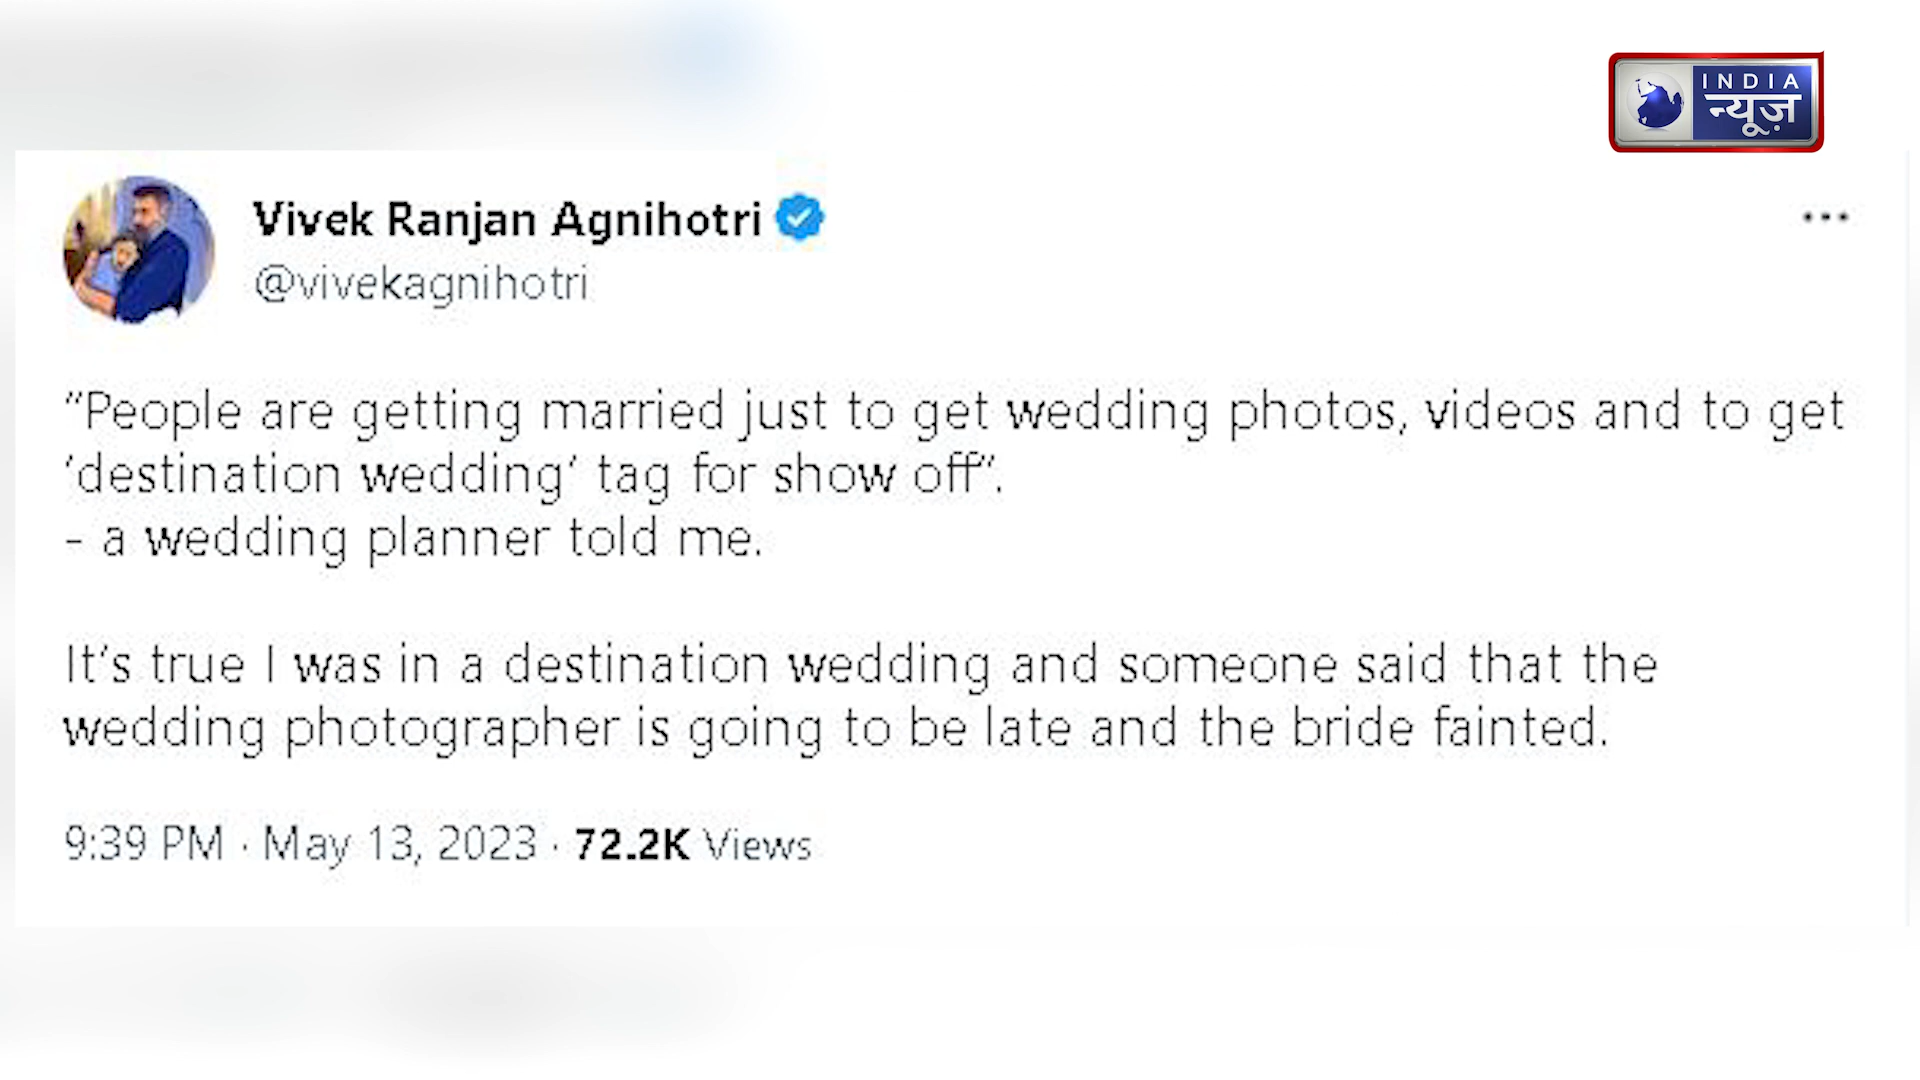 INDIA
न्यूज़
Vivek Ranjan Agnihotri
@vivekagnihotri
“People are getting married just to get wedding photos, videos and to get
‘destination wedding’ tag for show off”.
- a wedding planner told me.
It’s true I was in a destination wedding and someone said that the
wedding photographer is going to be late and the bride fainted.
9:39 PM · May 13, 2023 · 72.2K Views